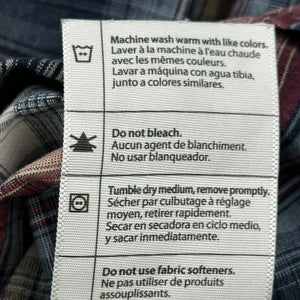 Machine wash warm with like colors.
Laver à la machine à l'eau chaude
avec les mêmes couleurs.
Lavar a máquina con agua tibia,
junto a colores similares.
Do not bleach.
Aucun agent de blanchiment.
No usar blanqueador.
Tumble dry medium, remove promptly.
Sécher par culbutage à réglage
moyen, retirer rapidement.
Secar en secadora en ciclo medio,
y sacar inmediatamente.
Do not use fabric softeners.
Ne pas utiliser de produits
assouplissants.